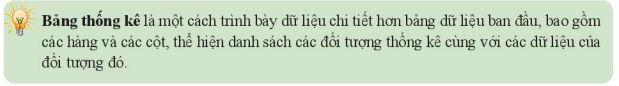 Bảng thống kê là một cách trình bày dữ liệu chi tiết hơn bảng dữ liệu ban đầu, bao gồm
các hàng và các cột, thể hiện danh sách các đối tượng thống kê cùng với các dữ liệu của
đối tượng đó.